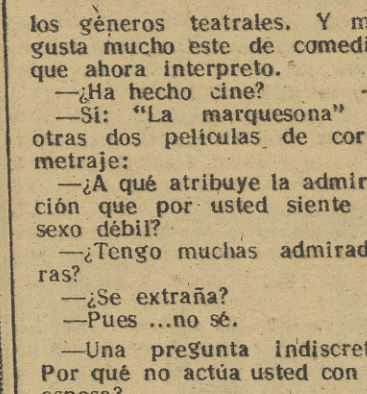 los géneros teatrales. Y m
gusta mucho este de comedi
que ahora interpreto.
—¿Ha hecho cine?
—Sí: “La marquesona”
otras dos películas de cor
metraje:
—¿A qué atribuye la admir
ción que por usted siente
sexo débil?
—¿Tengo muchas admirad
ras?
—¿Se extraña?
—Pues ...no sé.
—Una pregunta indiscret
Por qué no actúa usted con
esposa?